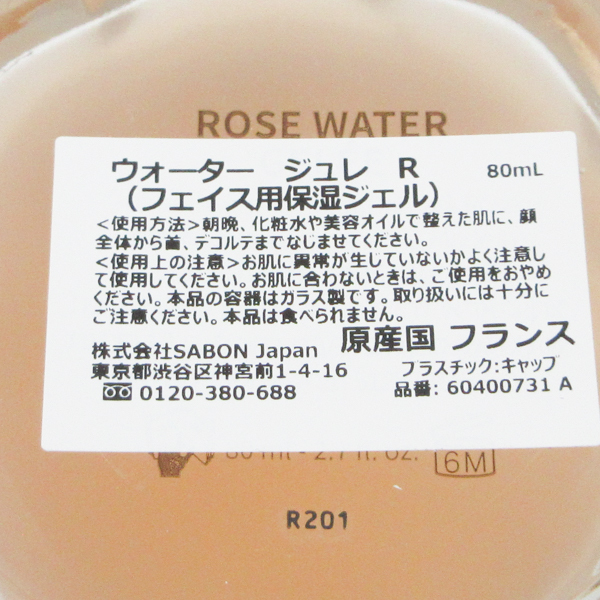 ROSE WATER
ウォーター ジュレ R 80mL
（フェイス用保湿ジェル）
＜使用方法＞朝晩、化粧水や美容オイルで整えた肌に、顔
全体から首、デコルテまでなじませてください。
＜使用上の注意＞お肌に異常が生じていないかよく注意し
て使用してください。お肌に合わないときは、ご使用をおやめ
ください。本品の容器はガラス製です。取り扱いには十分に
ご注意ください。本品は食べられません。
原産国 フランス
株式会社SABON Japan
東京都渋谷区神宮前1-4-16 プラスチック:キャップ
0120-380-688 品番: 60400731 A
80 ml - 2.7 fl. oz.
6M
R201